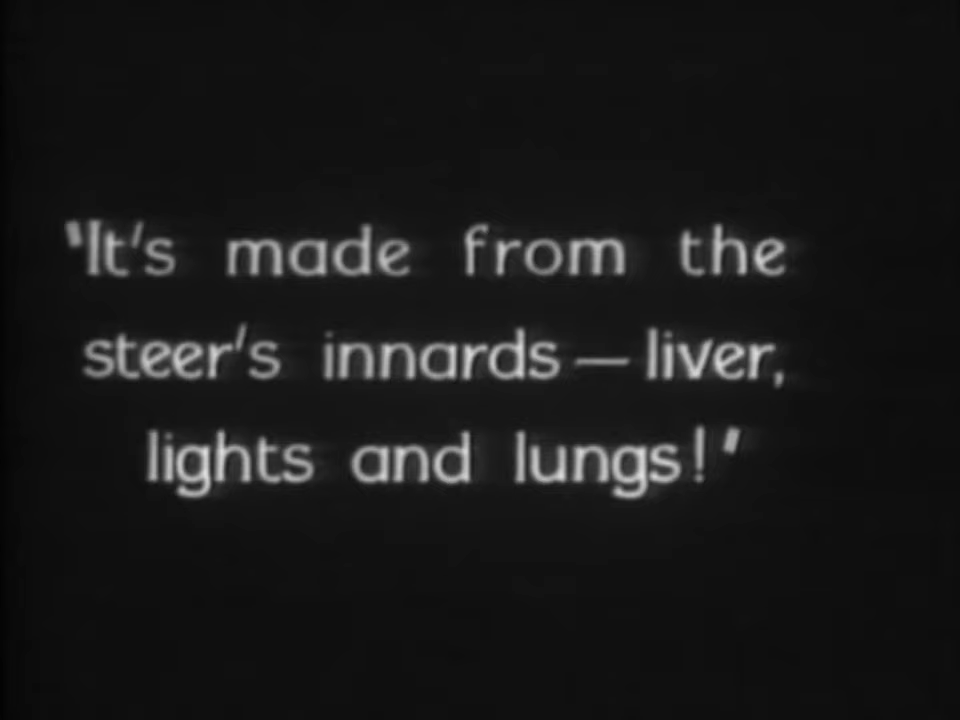 "It's made from the
steer's innards — liver,
lights and lungs!"